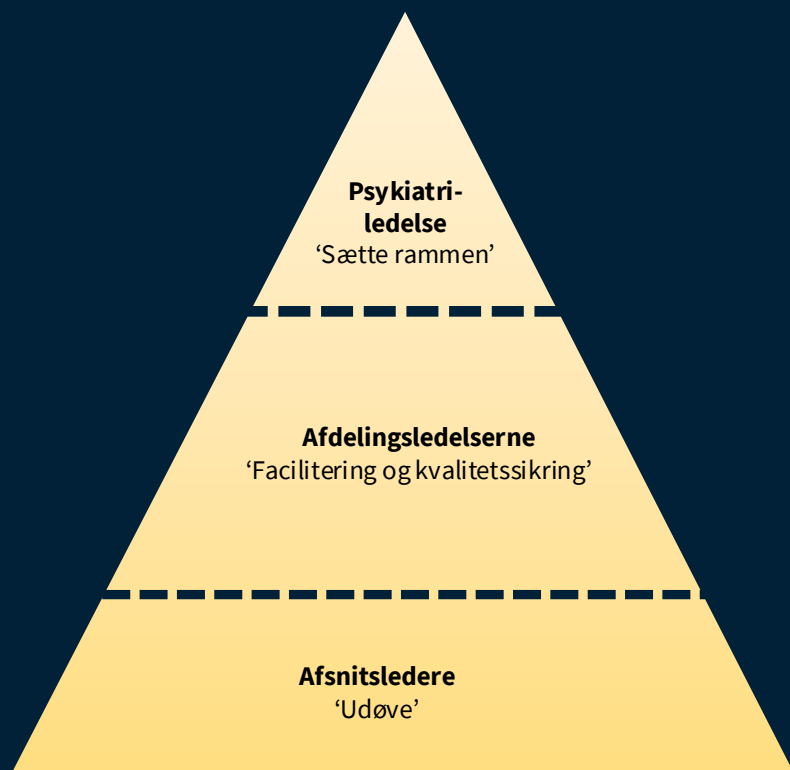 Psykiatri-
ledelse
‘Sætte rammen’
Afdelingsledelserne
‘Facilitering og kvalitetssikring’
Afsnitsledere
‘Udøve’